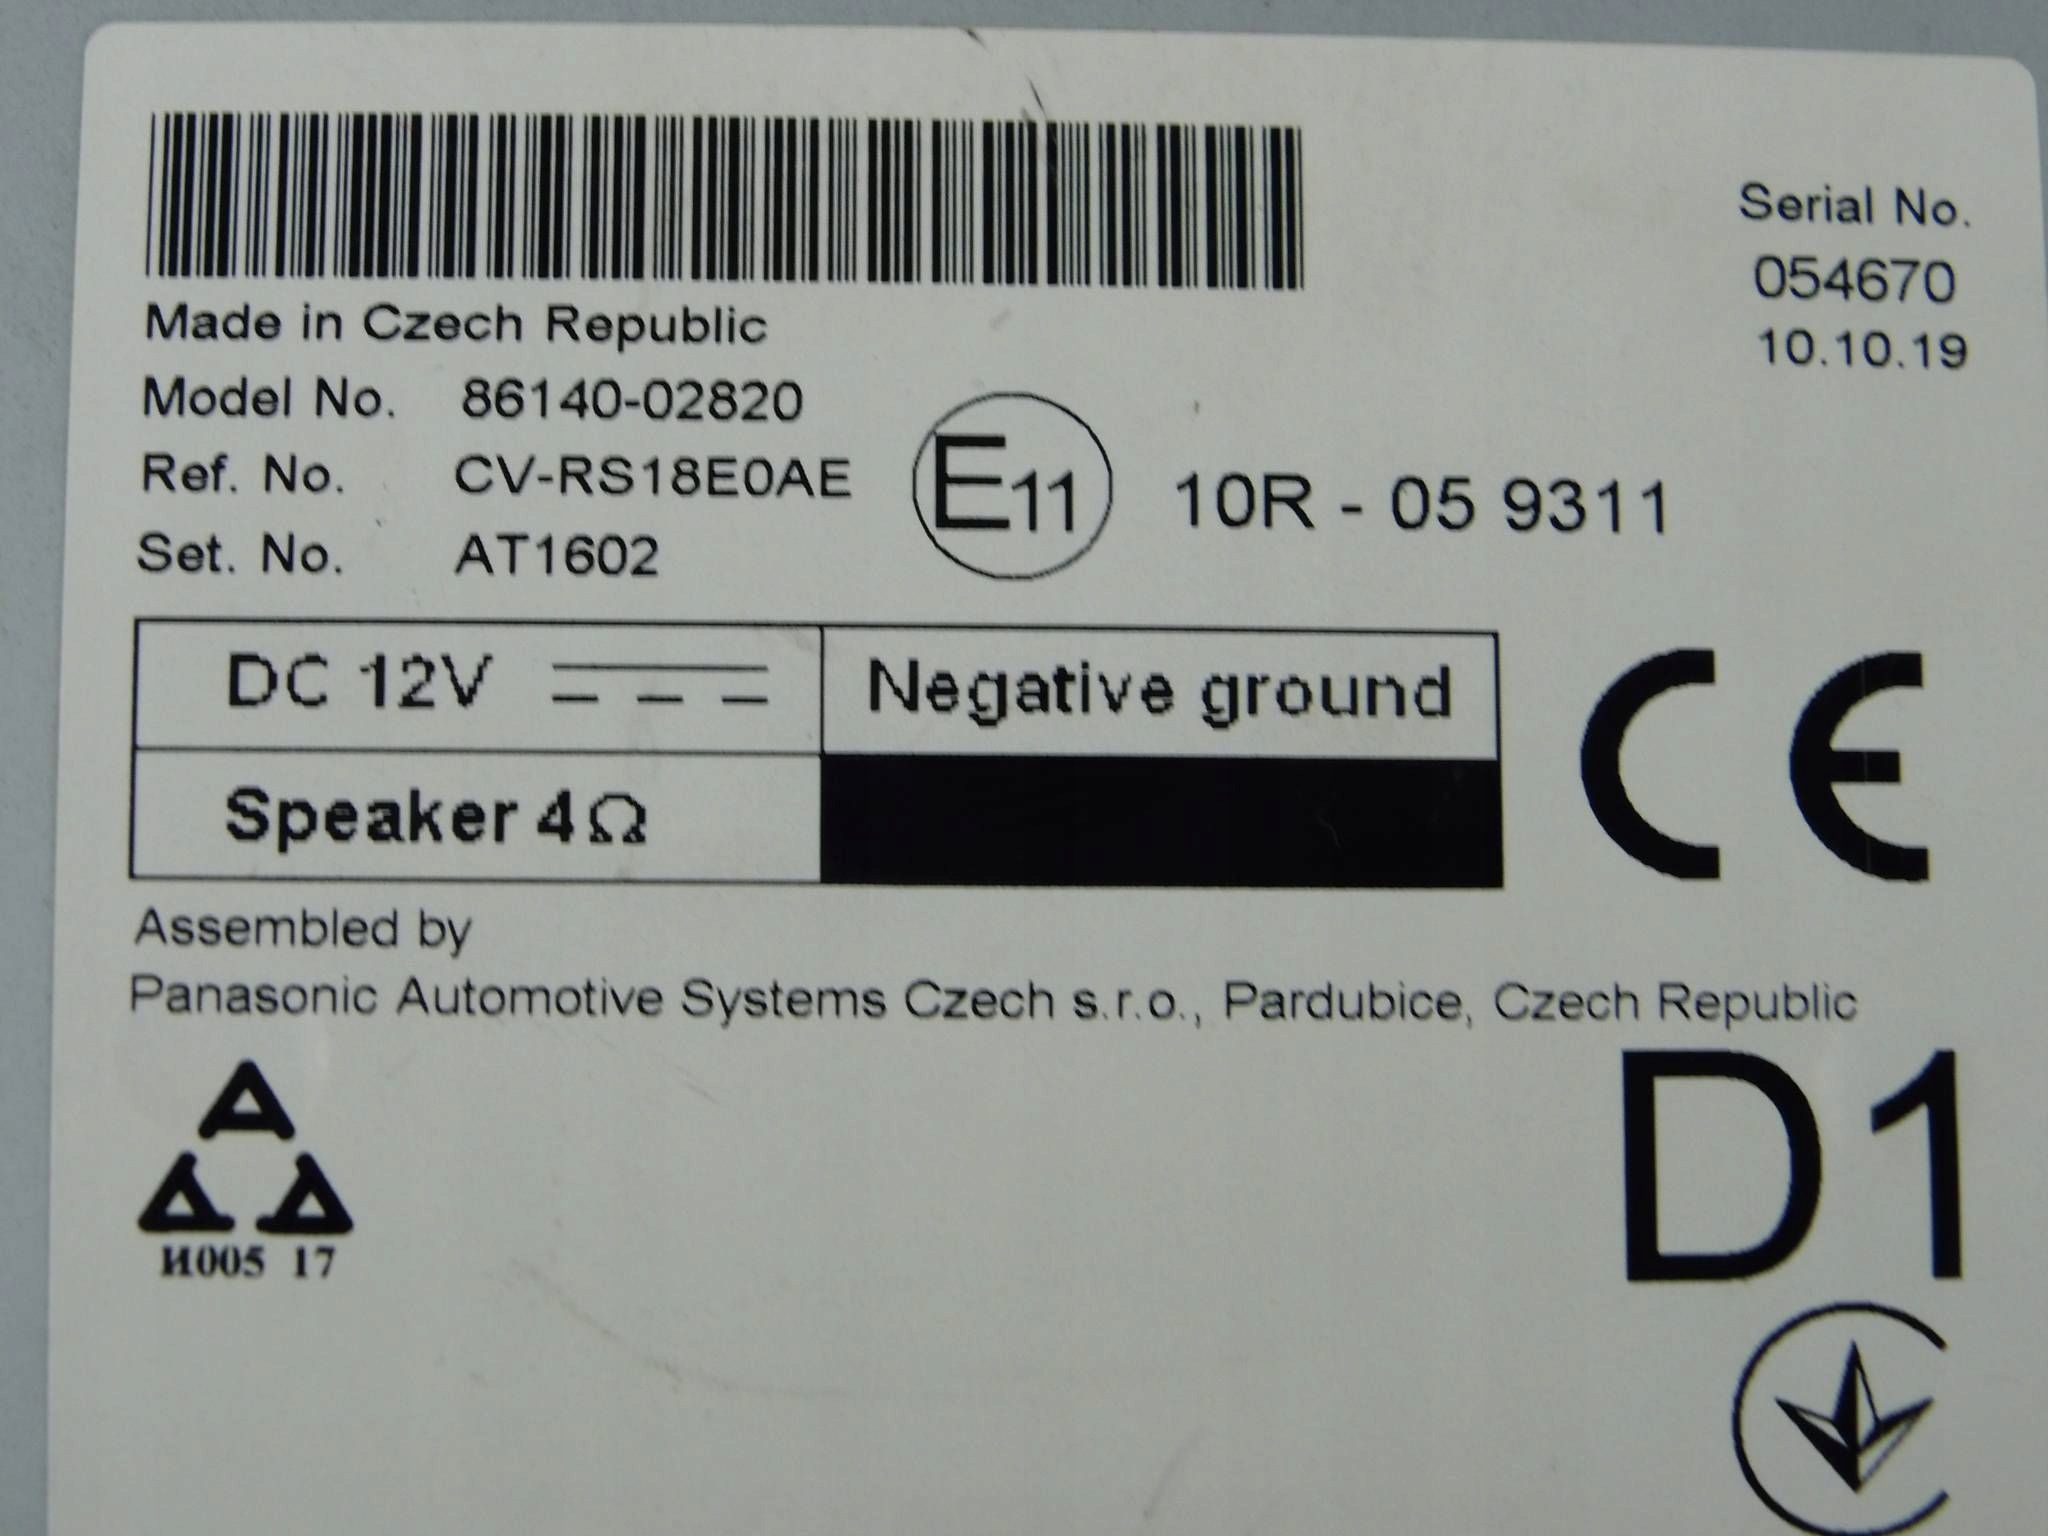 Made in Czech Republic
Serial No.
054670
10.10.19
Model No. 86140-02820
Ref. No. CV-RS18E0AE
Set. No. AT1602
E11 10R - 05 9311
DC 12V
Negative ground
Speaker 4Ω
CE
Assembled by
Panasonic Automotive Systems Czech s.r.o., Pardubice, Czech Republic
И005 17
D1